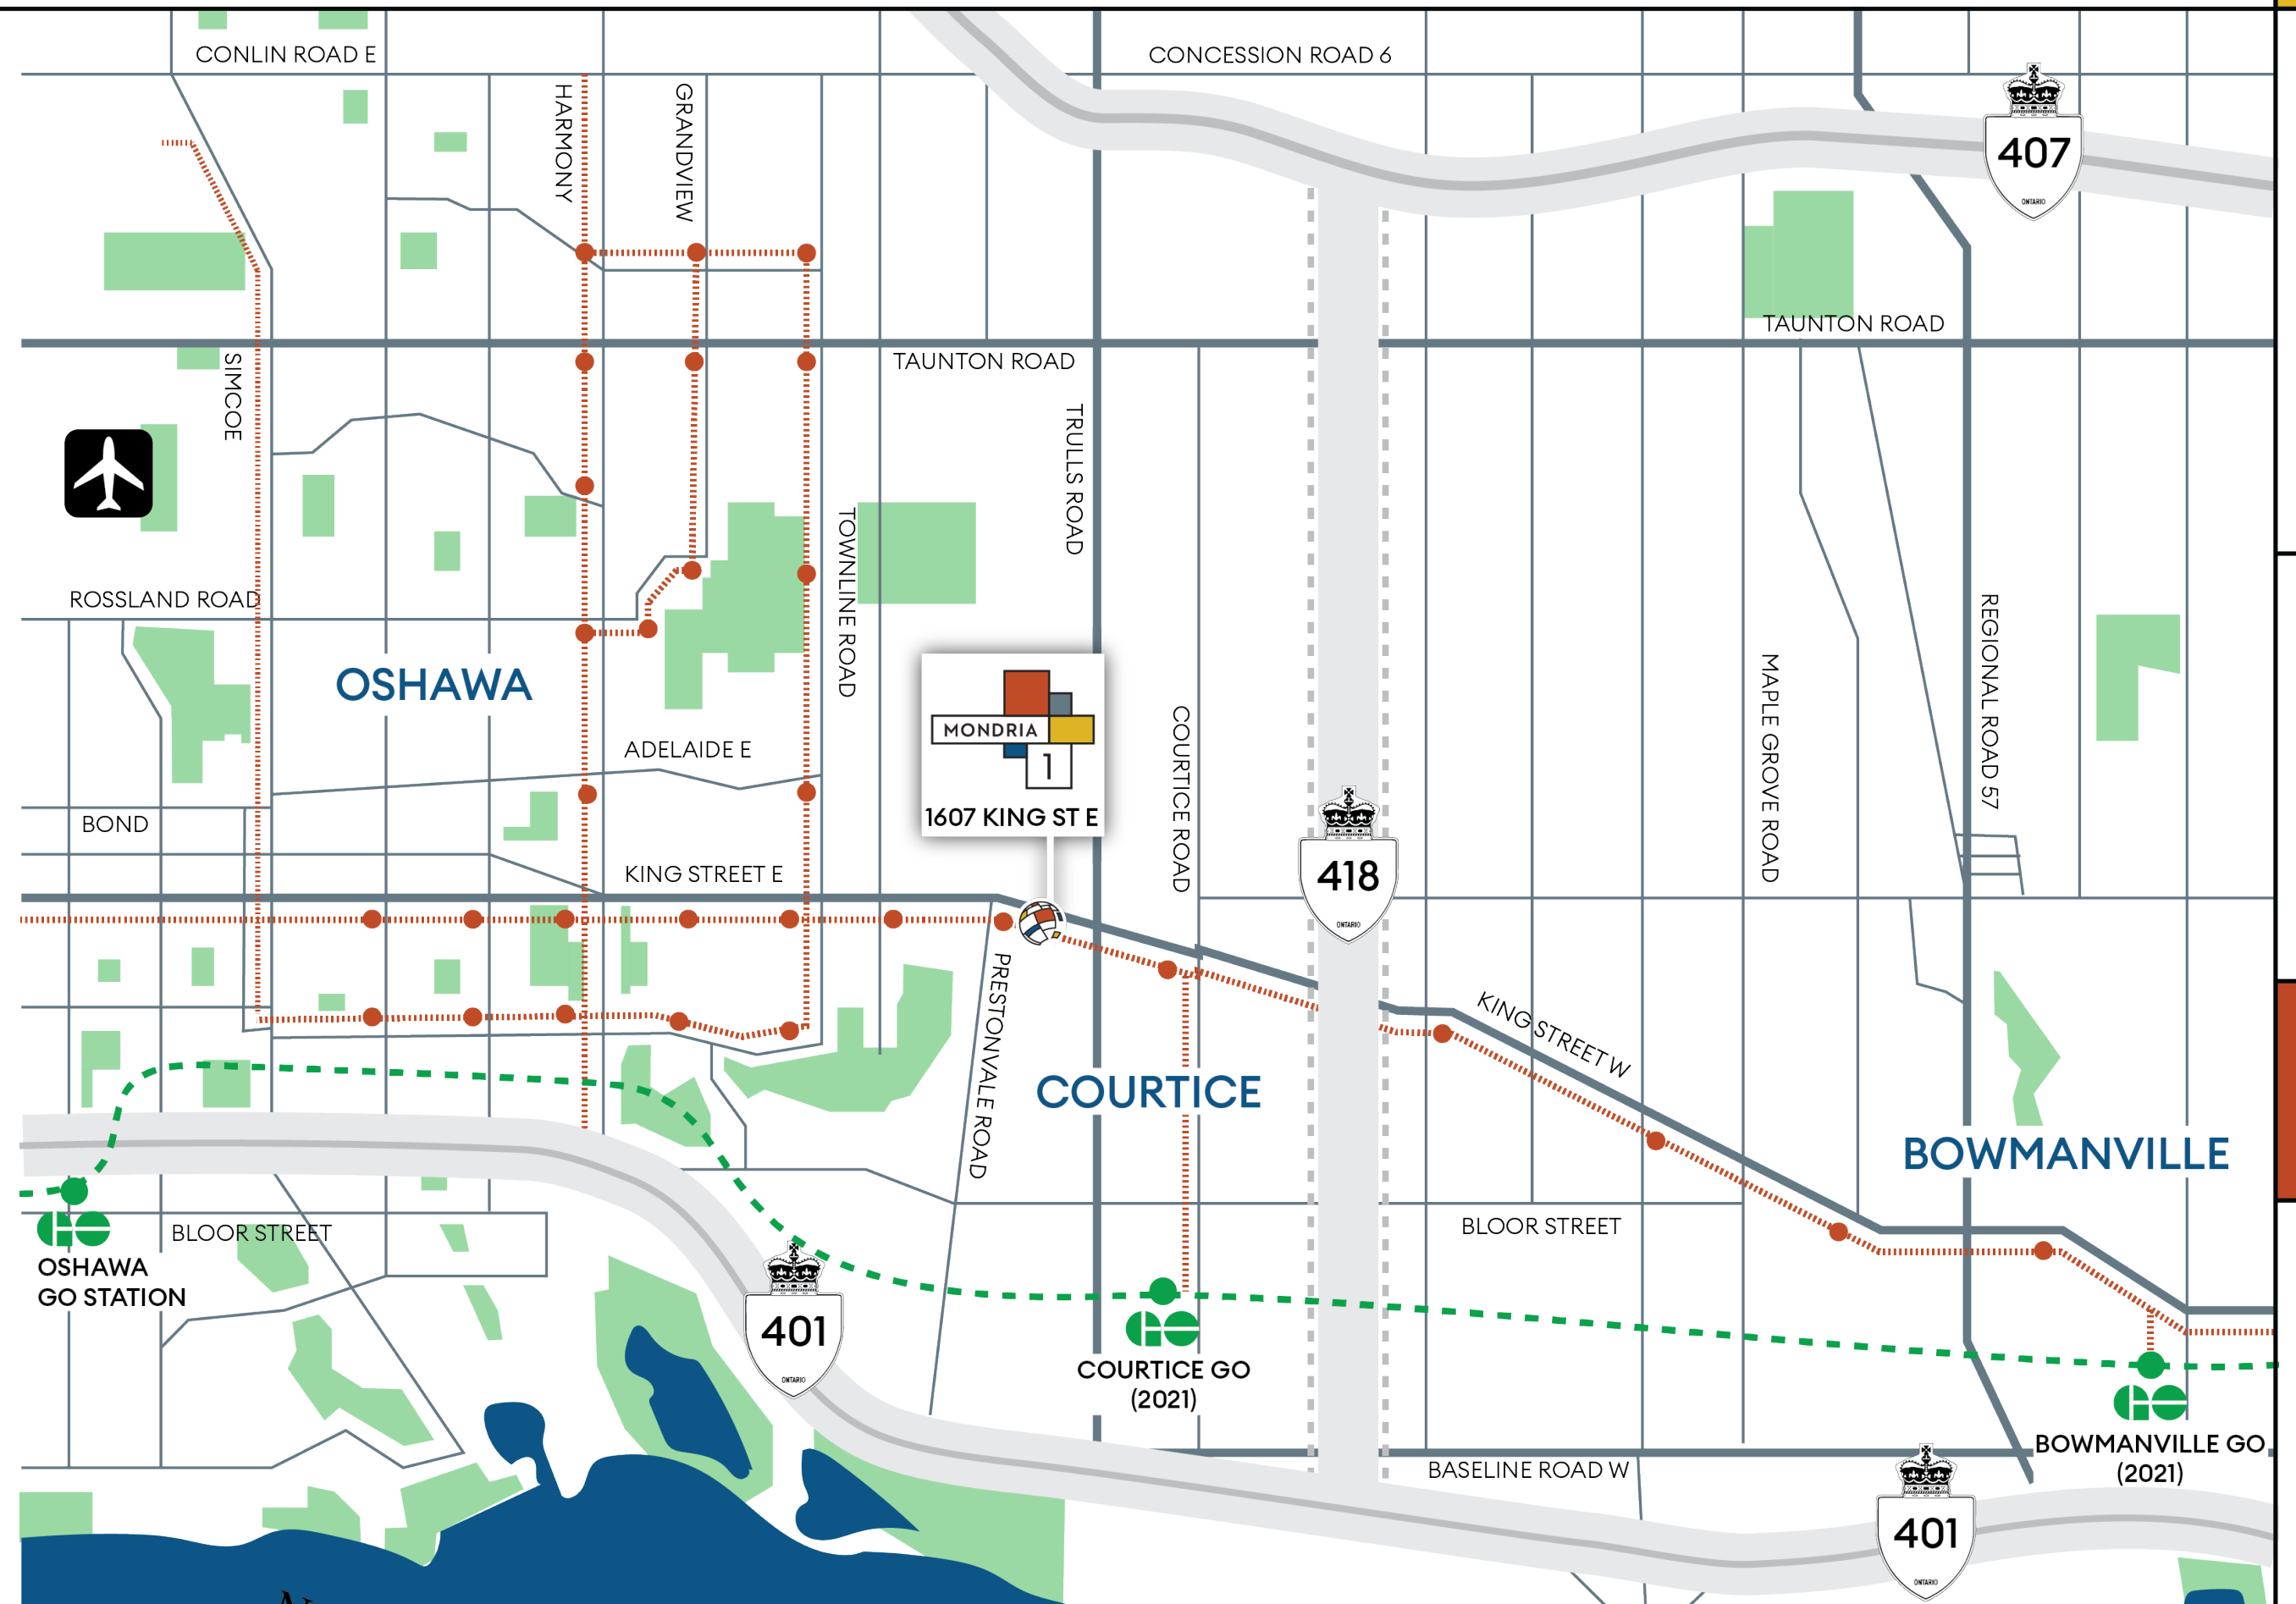 CONLIN ROAD E
CONCESSION ROAD 6
HARMONY
GRANDVIEW
407
ONTARIO
TAUNTON ROAD
TAUNTON ROAD
SIMCOE
TRULLS ROAD
TOWNLINE ROAD
ROSSLAND ROAD
REGIONAL ROAD 57
OSHAWA
MAPLE GROVE ROAD
MONDRIA
1
1607 KING ST E
COURTICE ROAD
ADELAIDE E
BOND
KING STREET E
418
ONTARIO
PRESTONVALE ROAD
KING STREET W
COURTICE
BOWMANVILLE
BLOOR STREET
BLOOR STREET
GO
OSHAWA
GO STATION
401
ONTARIO
GO
COURTICE GO
(2021)
GO
BOWMANVILLE GO
(2021)
BASELINE ROAD W
401
ONTARIO